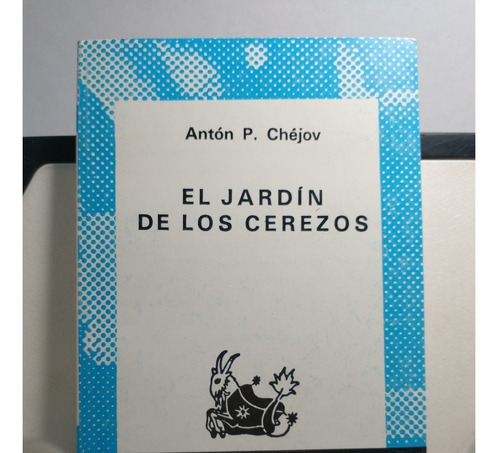 Antón P. Chéjov
EL JARDÍN
DE LOS CEREZOS